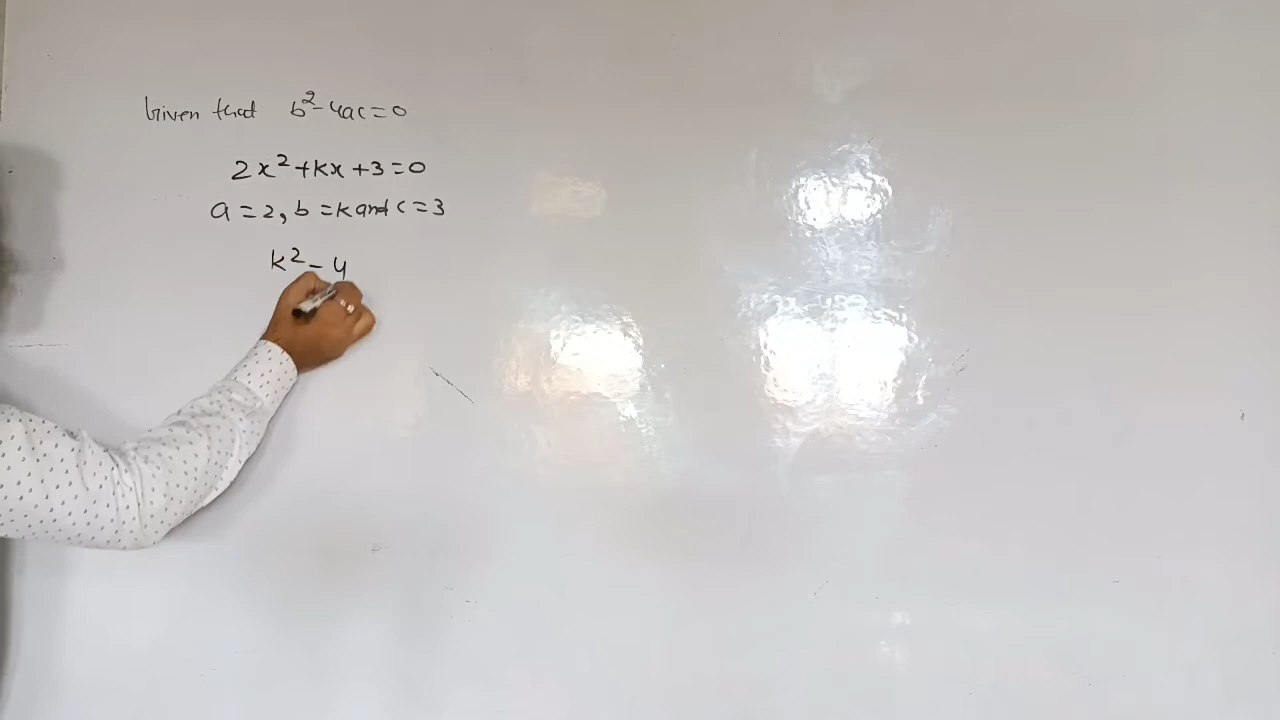 Given that b²-4ac=0
2x²+kx+3=0
a=2, b=k and c=3
k²-4